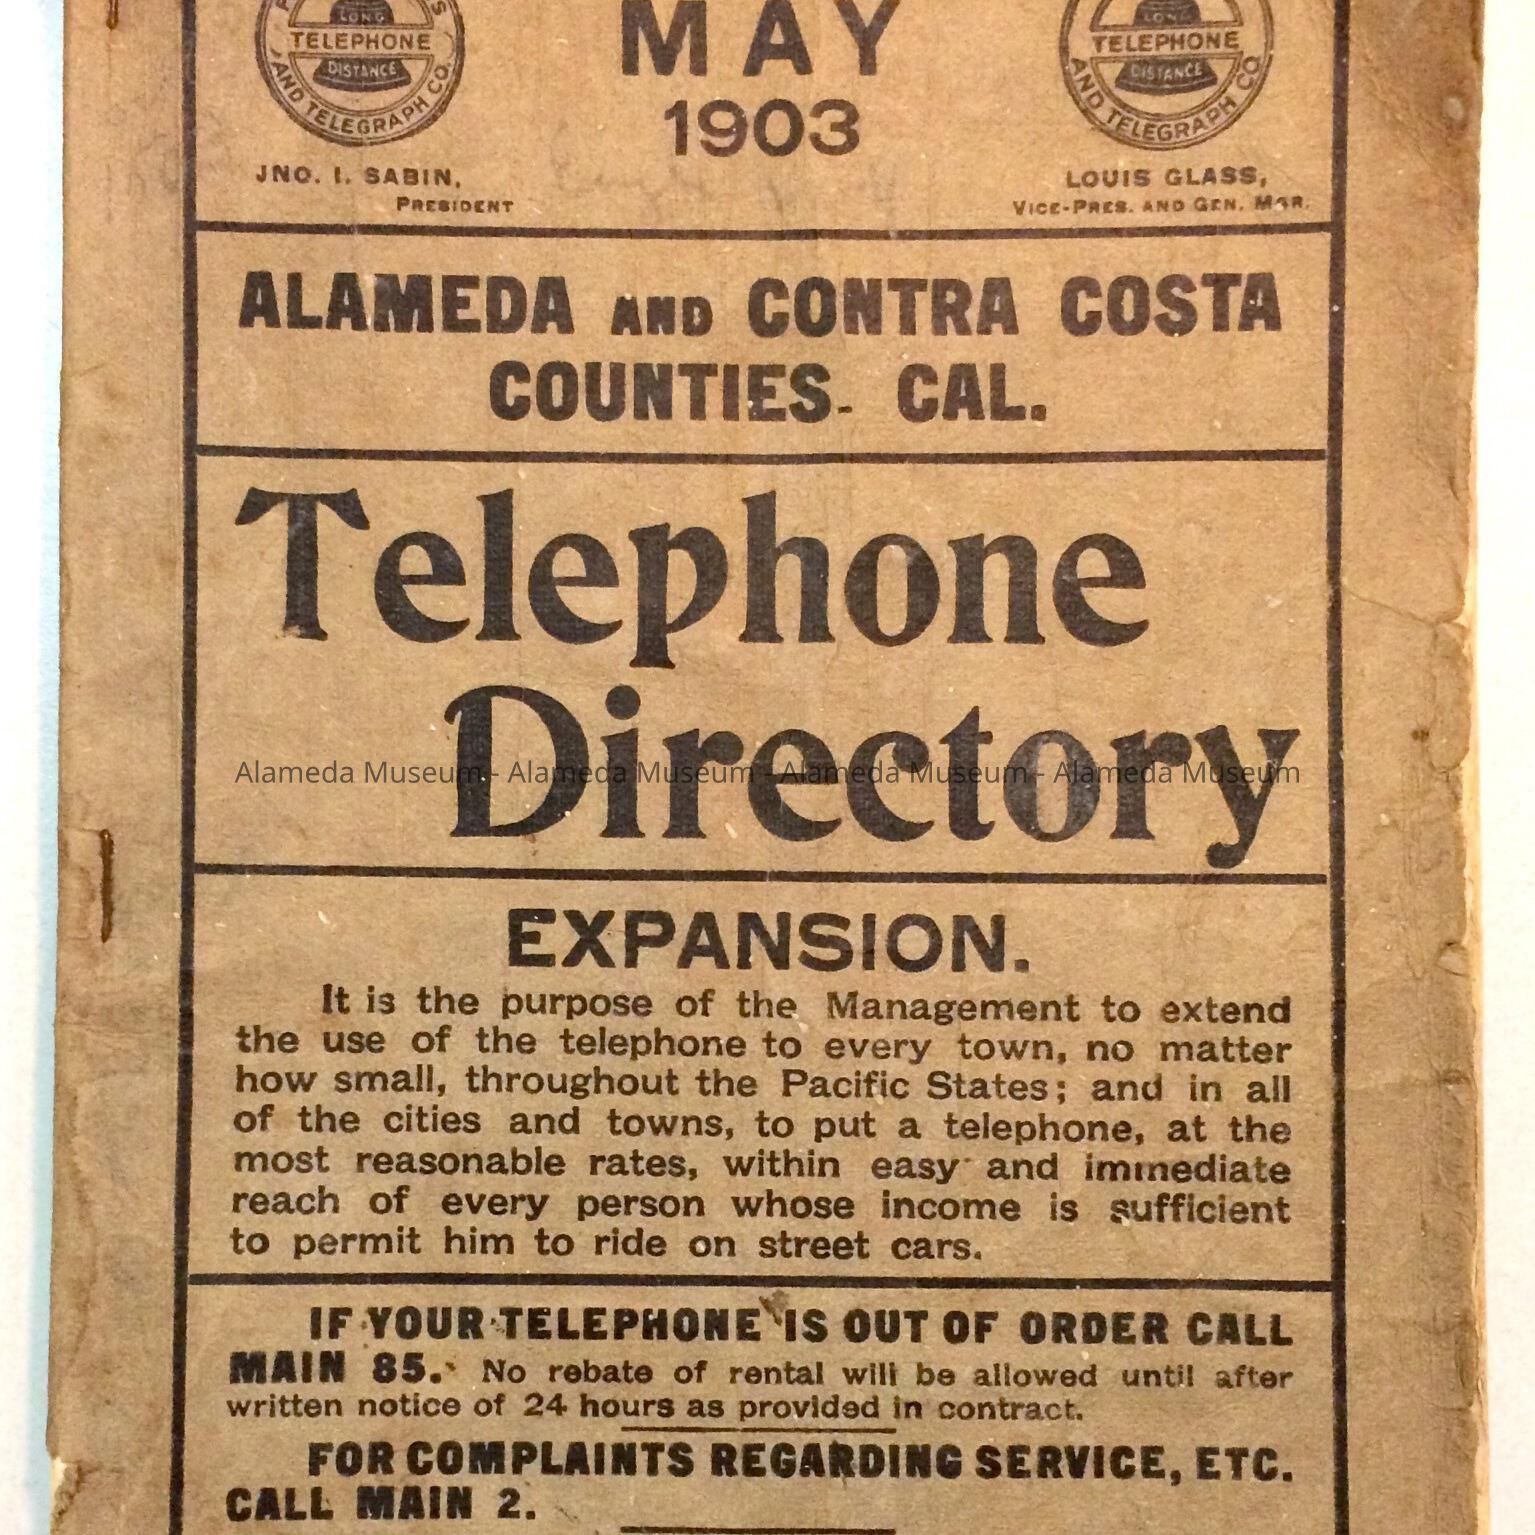 LONG
TELEPHONE
DISTANCE
AND TELEGRAPH CO.
MAY
1903
LONG
TELEPHONE
DISTANCE
AND TELEGRAPH CO
JNO. I. SABIN,
PRESIDENT
LOUIS GLASS,
VICE-PRES. AND GEN. MGR.
ALAMEDA AND CONTRA COSTA
COUNTIES- CAL.
Telephone
Directory
Alameda Museum - Alameda Museum - Alameda Museum - Alameda Museum
EXPANSION.
It is the purpose of the Management to extend
the use of the telephone to every town, no matter
how small, throughout the Pacific States; and in all
of the cities and towns, to put a telephone, at the
most reasonable rates, within easy and immediate
reach of every person whose income is sufficient
to permit him to ride on street cars.
IF YOUR TELEPHONE IS OUT OF ORDER CALL
MAIN 85. No rebate of rental will be allowed until after
written notice of 24 hours as provided in contract.
FOR COMPLAINTS REGARDING SERVICE, ETC.
CALL MAIN 2.